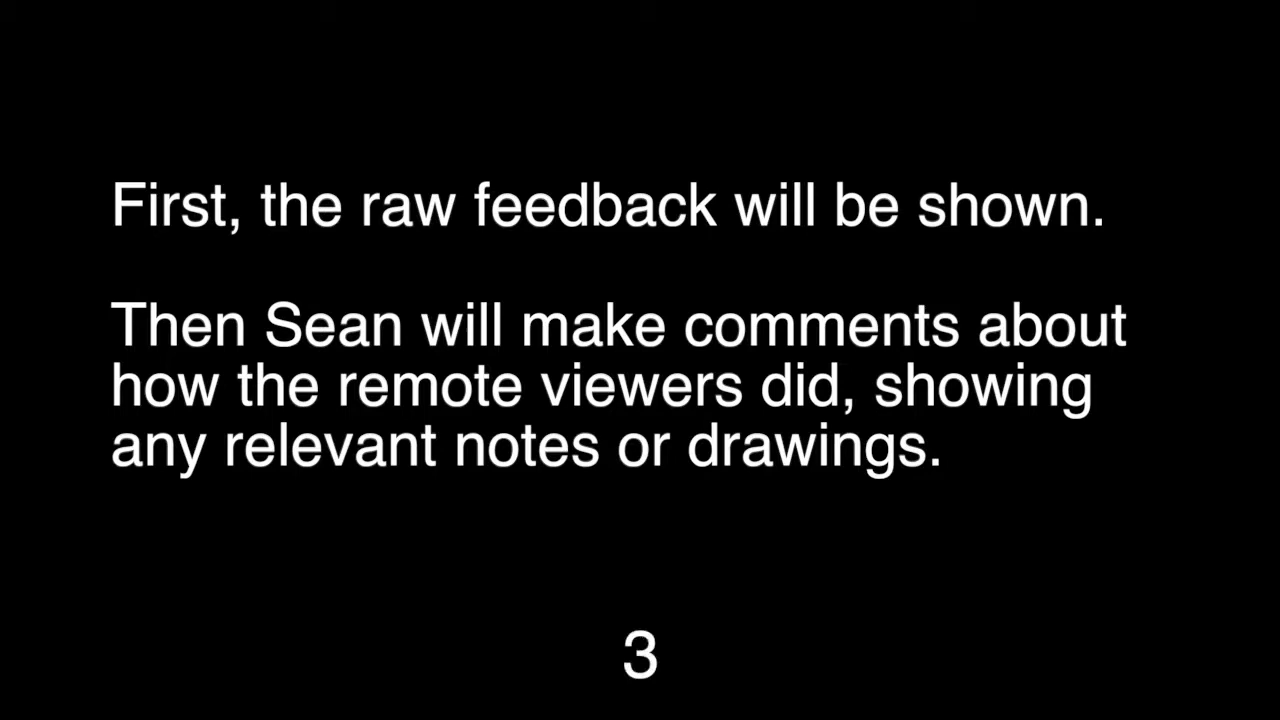 First, the raw feedback will be shown.
Then Sean will make comments about
how the remote viewers did, showing
any relevant notes or drawings.
3